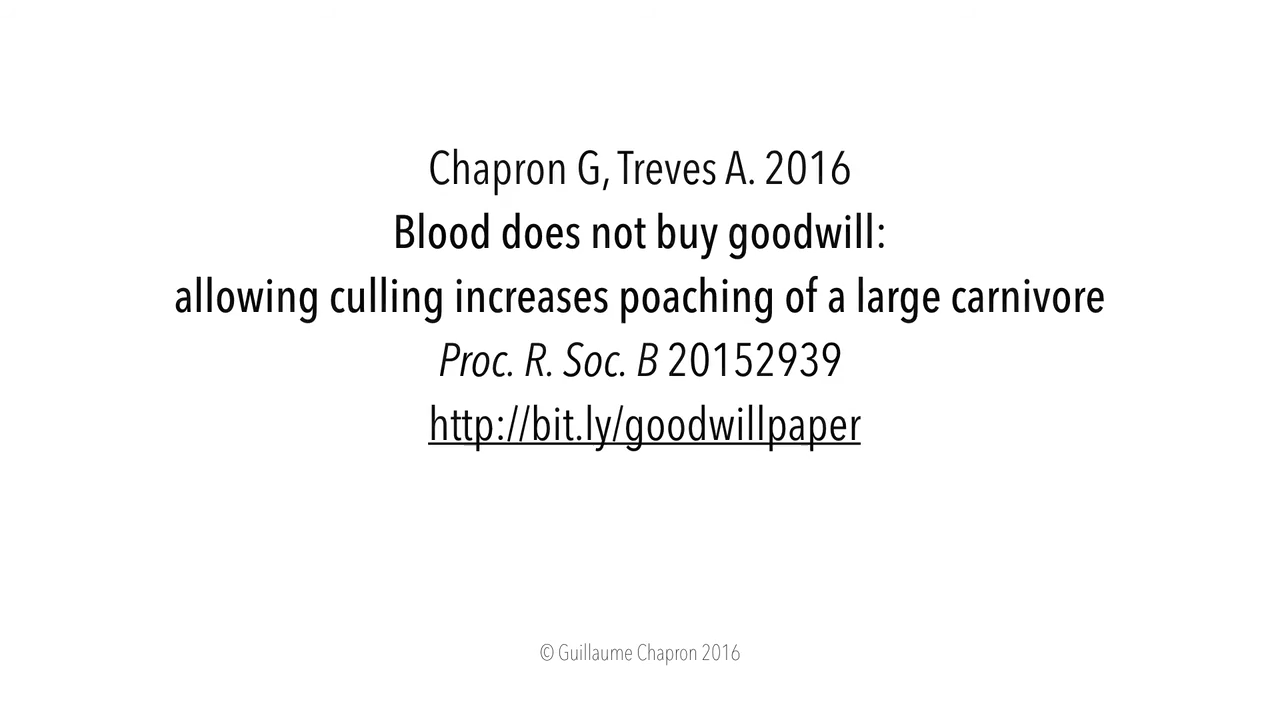 Chapron G, Treves A. 2016
Blood does not buy goodwill:
allowing culling increases poaching of a large carnivore
Proc. R. Soc. B 20152939
http://bit.ly/goodwillpaper
© Guillaume Chapron 2016